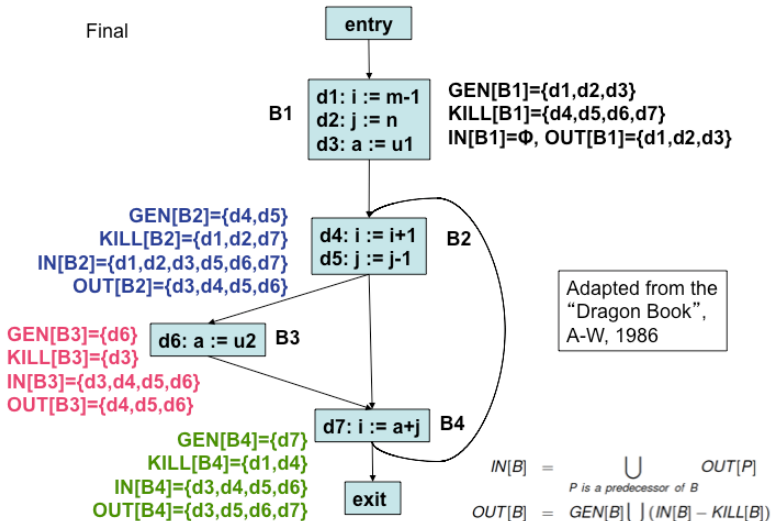 Final
entry
B1
d1: i := m-1
d2: j := n
d3: a := u1
GEN[B1]={d1,d2,d3}
KILL[B1]={d4,d5,d6,d7}
IN[B1]=Φ, OUT[B1]={d1,d2,d3}
GEN[B2]={d4,d5}
KILL[B2]={d1,d2,d7}
IN[B2]={d1,d2,d3,d5,d6,d7}
OUT[B2]={d3,d4,d5,d6}
d4: i := i+1
d5: j := j-1
B2
Adapted from the
“Dragon Book”,
A-W, 1986
GEN[B3]={d6}
KILL[B3]={d3}
IN[B3]={d3,d4,d5,d6}
OUT[B3]={d4,d5,d6}
d6: a := u2
B3
d7: i := a+j
B4
GEN[B4]={d7}
KILL[B4]={d1,d4}
IN[B4]={d3,d4,d5,d6}
OUT[B4]={d3,d5,d6,d7}
exit
IN[B] = ⋃ OUT[P]
P is a predecessor of B
OUT[B] = GEN[B] ⋃ (IN[B] − KILL[B])